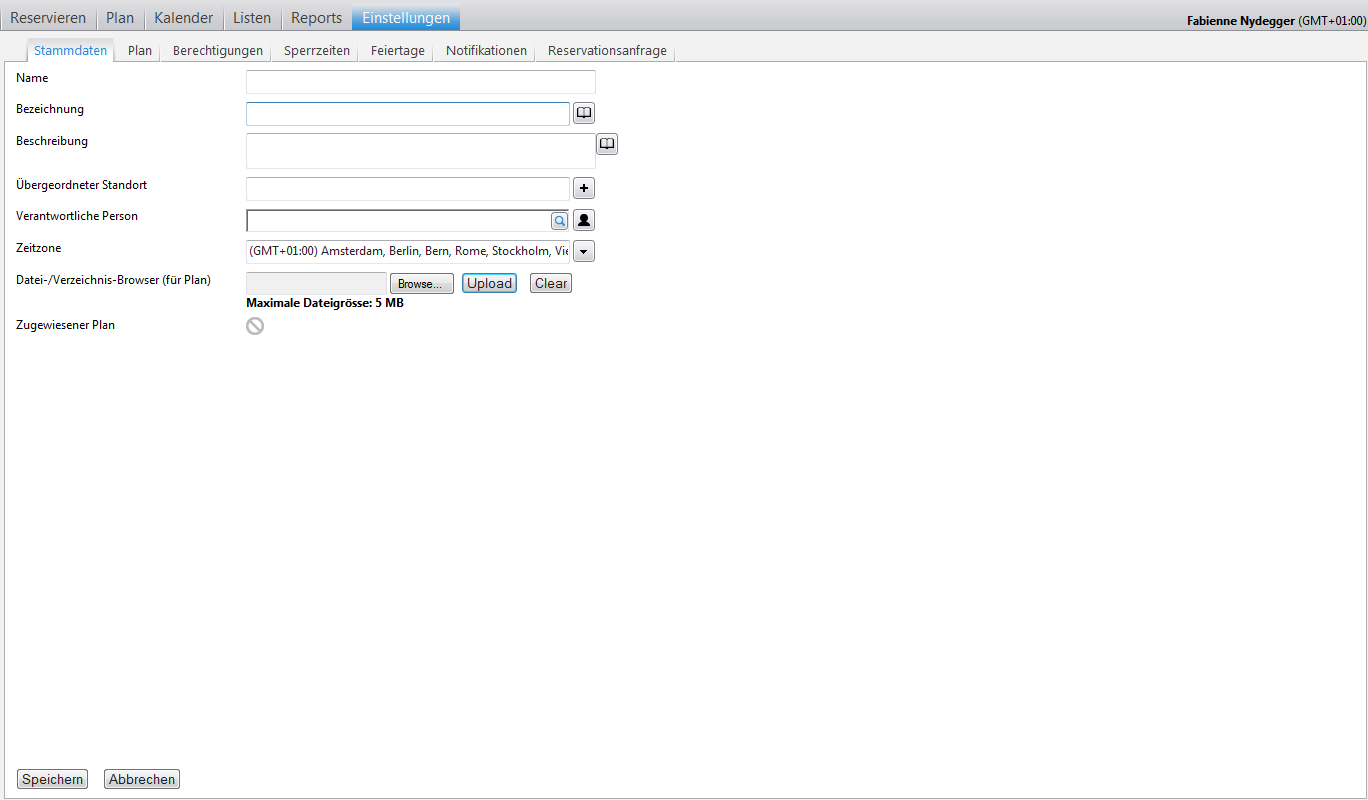 Reservieren Plan Kalender Listen Reports Einstellungen Fabienne Nydegger (GMT+01:00)
Stammdaten Plan Berechtigungen Sperrzeiten Feiertage Notifikationen Reservationsanfrage
Name
Bezeichnung
Beschreibung
Übergeordneter Standort
Verantwortliche Person
Zeitzone (GMT+01:00) Amsterdam, Berlin, Bern, Rome, Stockholm, Vie
Datei-/Verzeichnis-Browser (für Plan) Browse... Upload Clear
Maximale Dateigrösse: 5 MB
Zugewiesener Plan
Speichern Abbrechen